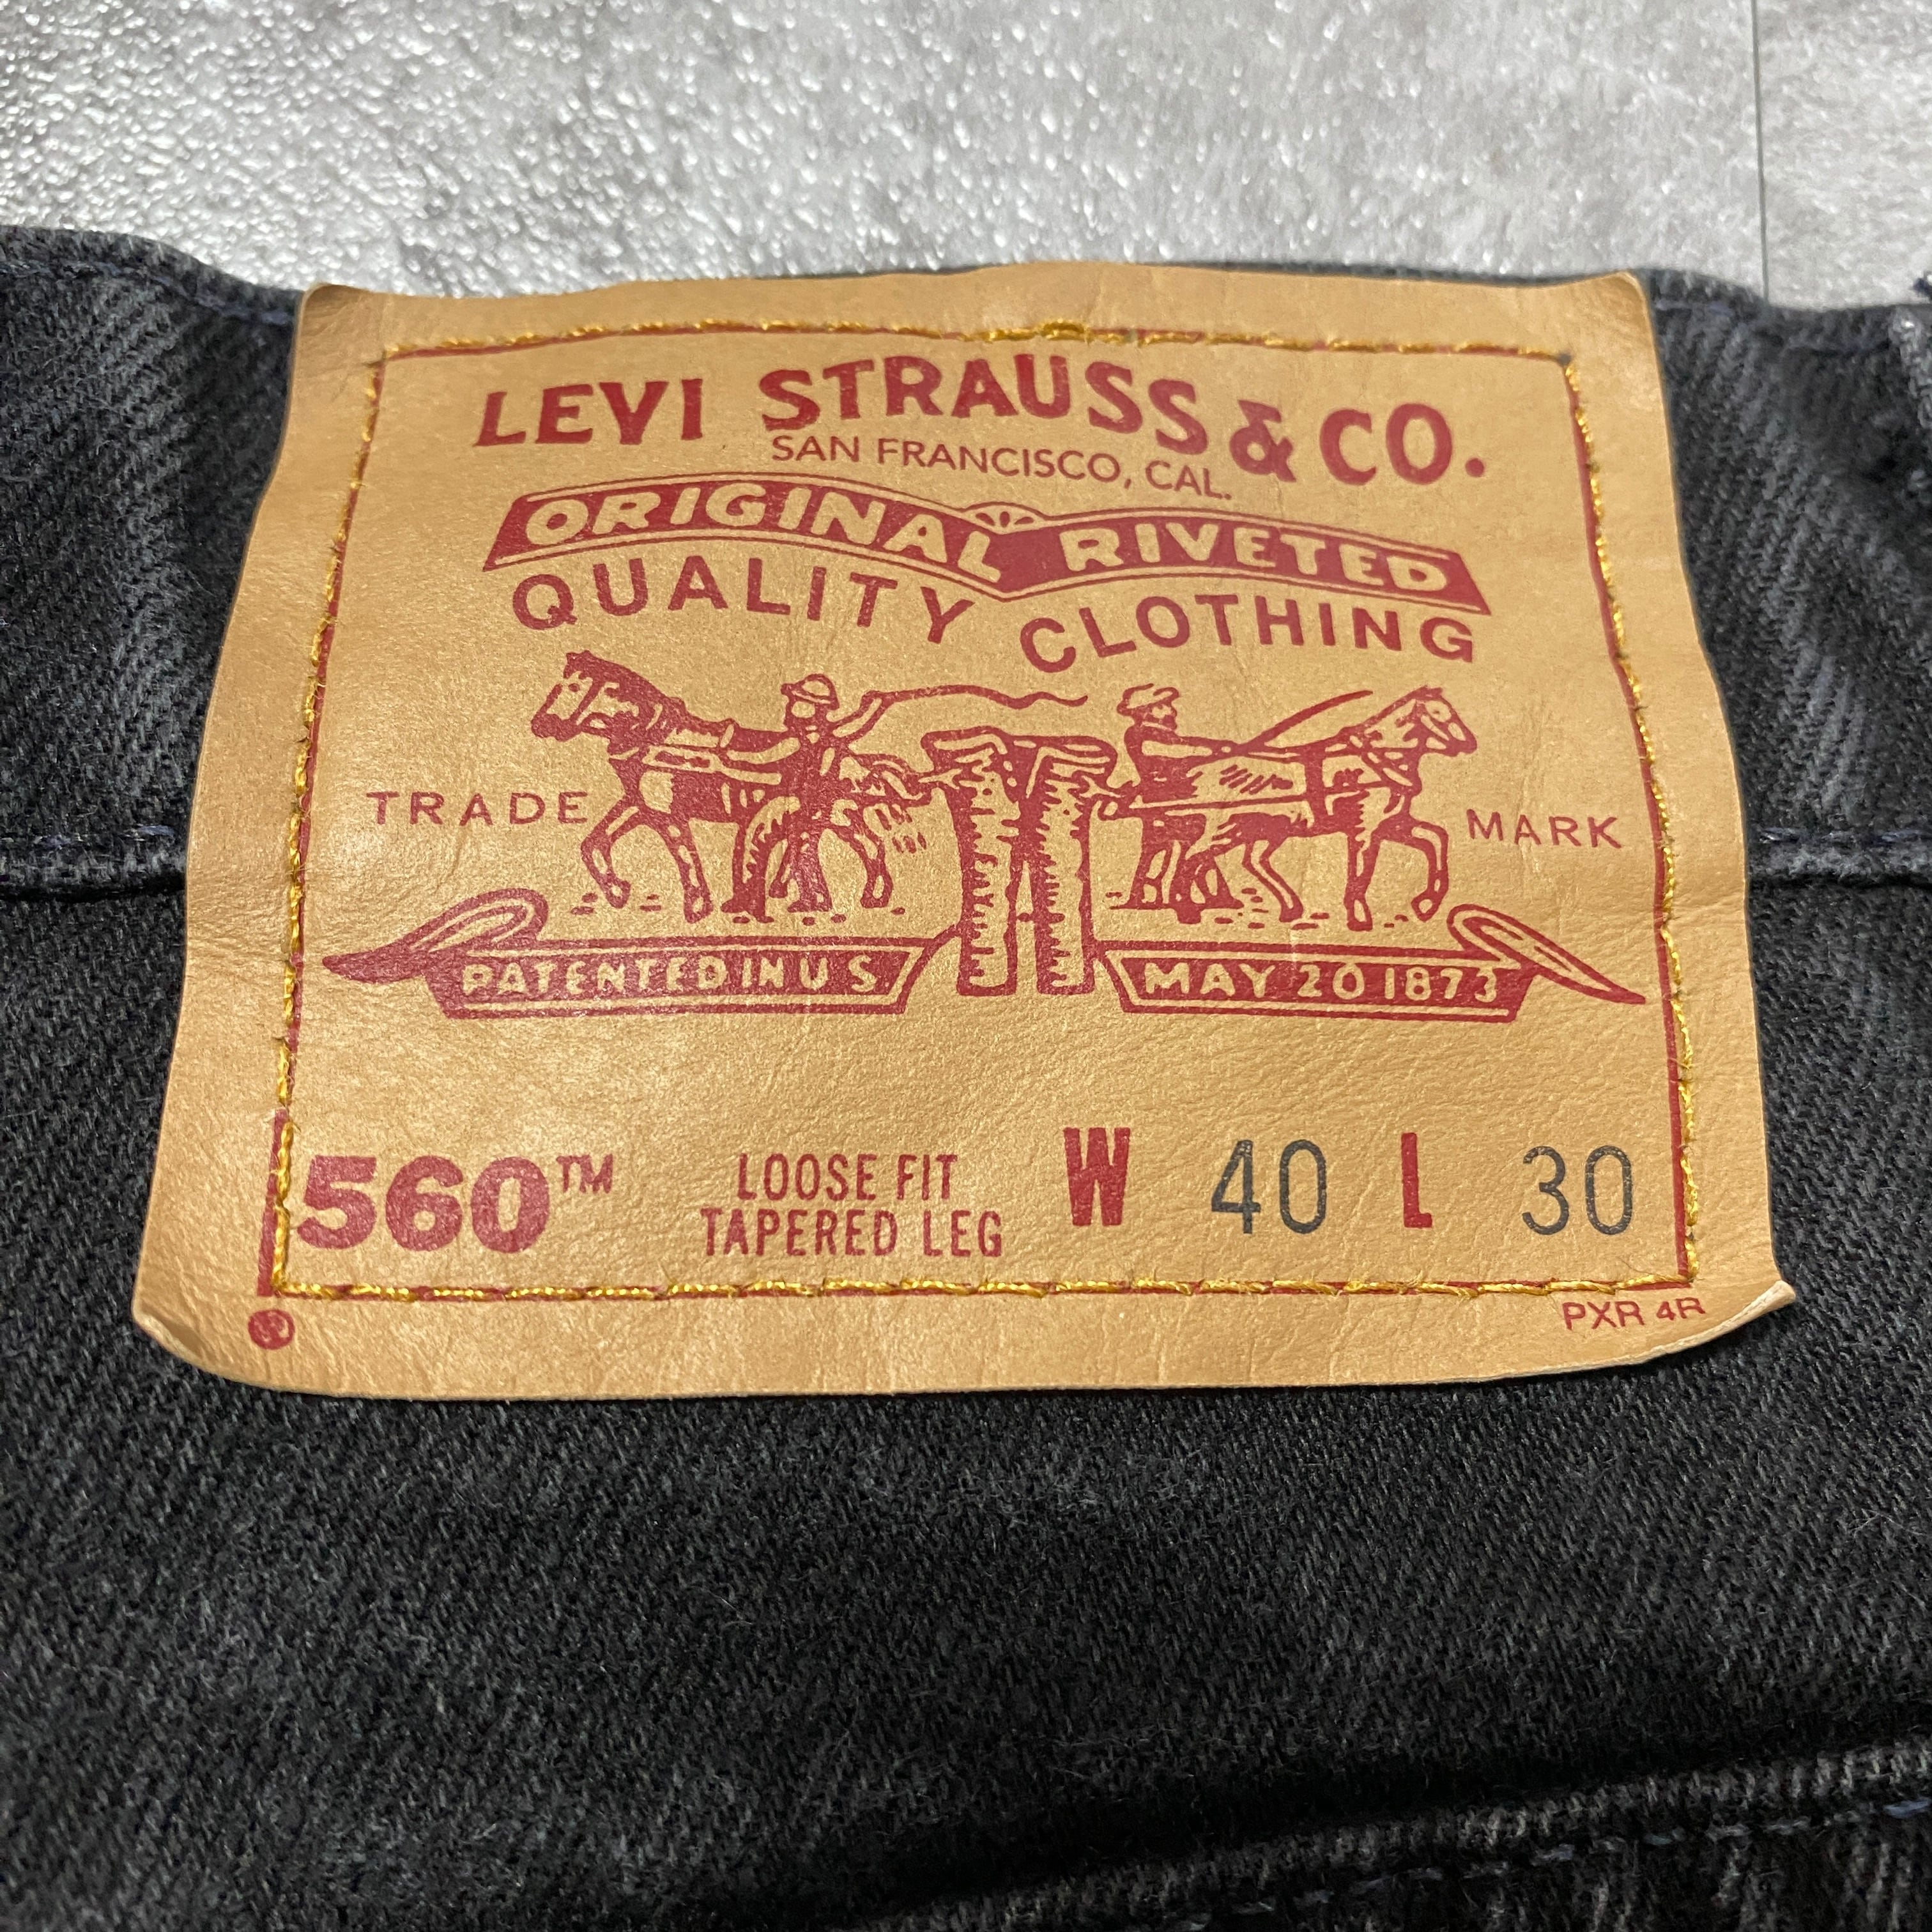 LEVI STRAUSS & CO.
SAN FRANCISCO, CAL.
ORIGINAL RIVETED
QUALITY CLOTHING
TRADE MARK
PATENTED IN U S MAY 20 1873
560™ LOOSE FIT TAPERED LEG W 40 L 30
PXR 4R